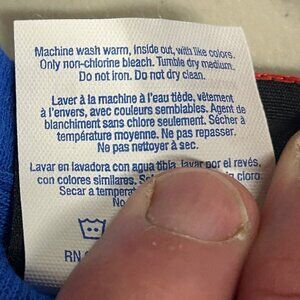 Machine wash warm, inside out, with like colors.
Only non-chlorine bleach. Tumble dry medium.
Do not iron. Do not dry clean.
Laver à la machine à l'eau tiède, vêtement
à l'envers, avec couleurs semblables. Agent de
blanchiment sans chlore seulement. Sécher à
température moyenne. Ne pas repasser.
Ne pas nettoyer à sec.
Lavar en lavadora con agua tibia, lavar por el revés,
con colores similares.
Secar a
RN